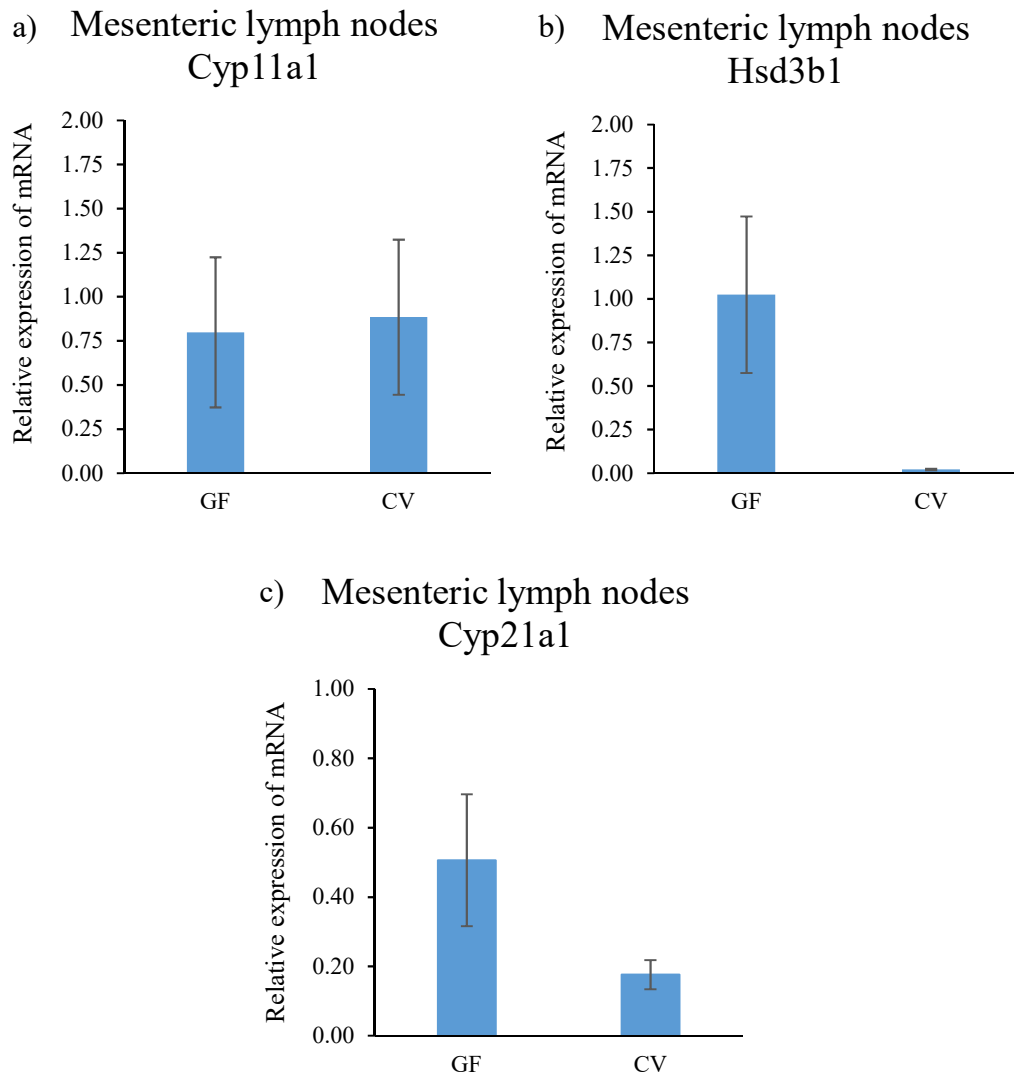 a) Mesenteric lymph nodes
Cyp11a1
Relative expression of mRNA
2.00
1.75
1.50
1.25
1.00
0.75
0.50
0.25
0.00
GF CV
b) Mesenteric lymph nodes
Hsd3b1
Relative expression of mRNA
2.00
1.75
1.50
1.25
1.00
0.75
0.50
0.25
0.00
GF CV
c) Mesenteric lymph nodes
Cyp21a1
Relative expression of mRNA
1.00
0.80
0.60
0.40
0.20
0.00
GF CV